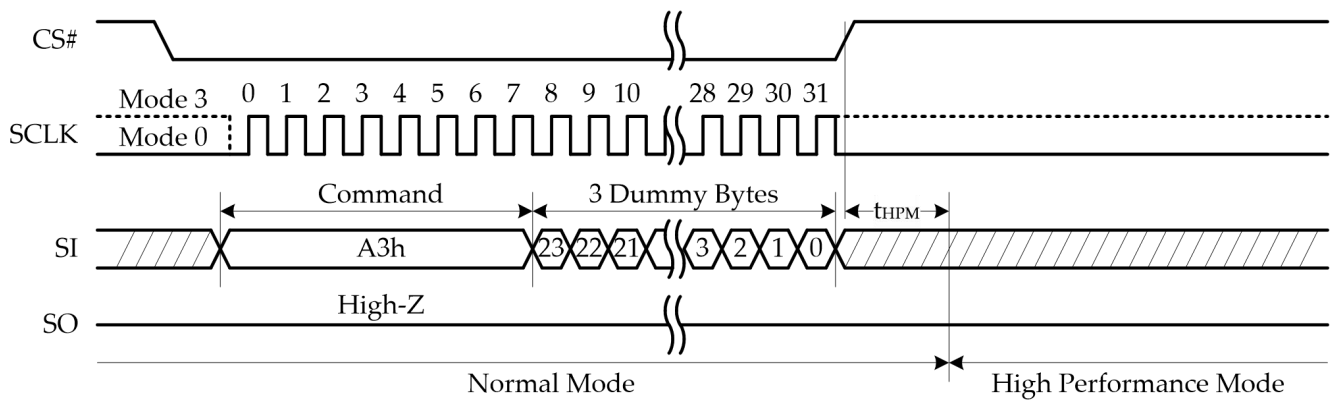 CS#
Mode 3 0 1 2 3 4 5 6 7 8 9 10 28 29 30 31
SCLK Mode 0
Command 3 Dummy Bytes
tHPM
SI A3h 23 22 21 3 2 1 0
High-Z
SO
Normal Mode High Performance Mode